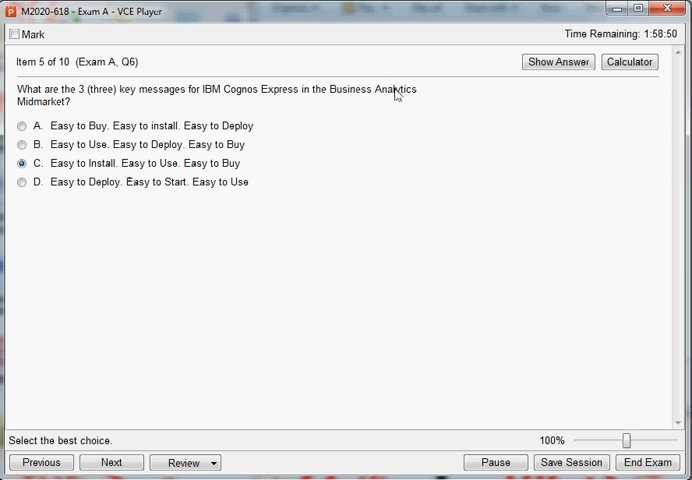 M2020-618 - Exam A - VCE Player
Mark
Time Remaining: 1:58:50
Item 5 of 10 (Exam A, Q6)
Show Answer
Calculator
What are the 3 (three) key messages for IBM Cognos Express in the Business Analytics
Midmarket?
A. Easy to Buy. Easy to install. Easy to Deploy
B. Easy to Use. Easy to Deploy. Easy to Buy
C. Easy to Install. Easy to Use. Easy to Buy
D. Easy to Deploy. Easy to Start. Easy to Use
Select the best choice.
100%
Previous
Next
Review
Pause
Save Session
End Exam